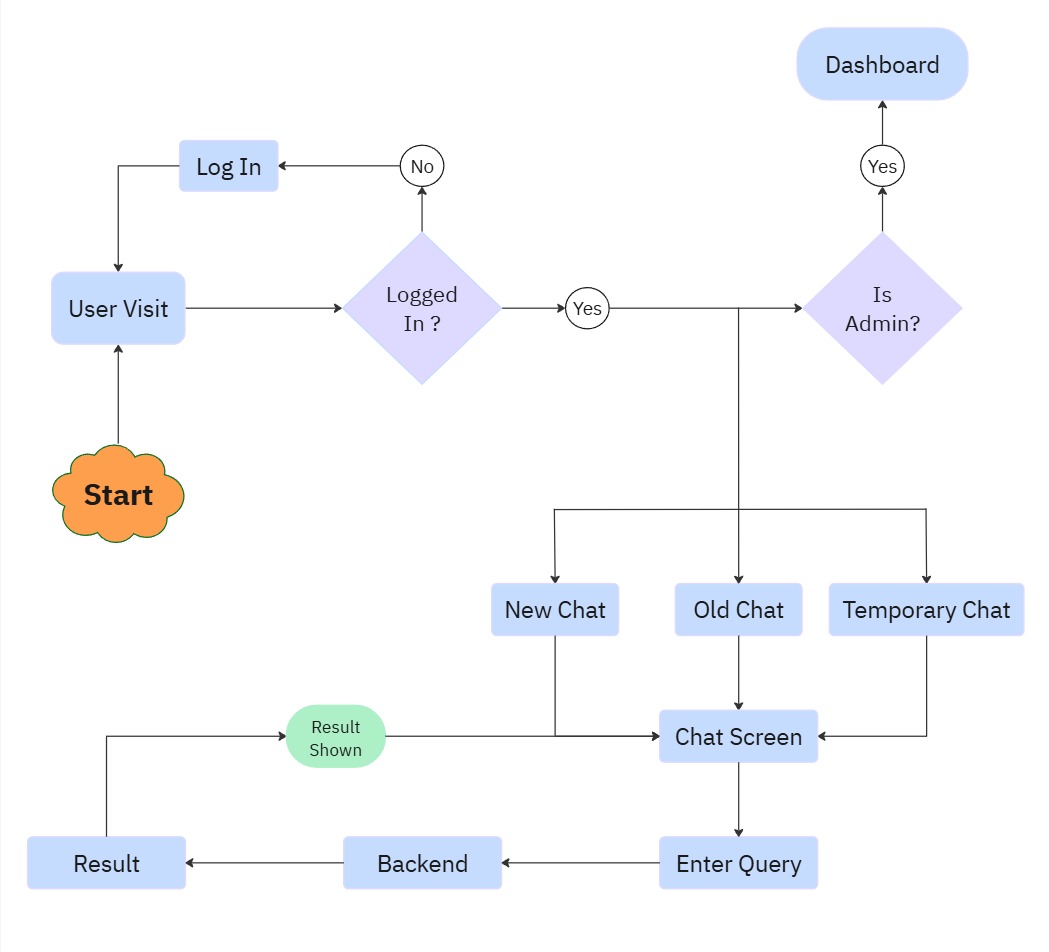 Dashboard
Log In
No
Yes
User Visit
Logged
In ?
Yes
Is
Admin?
Start
New Chat
Old Chat
Temporary Chat
Result
Shown
Chat Screen
Result
Backend
Enter Query